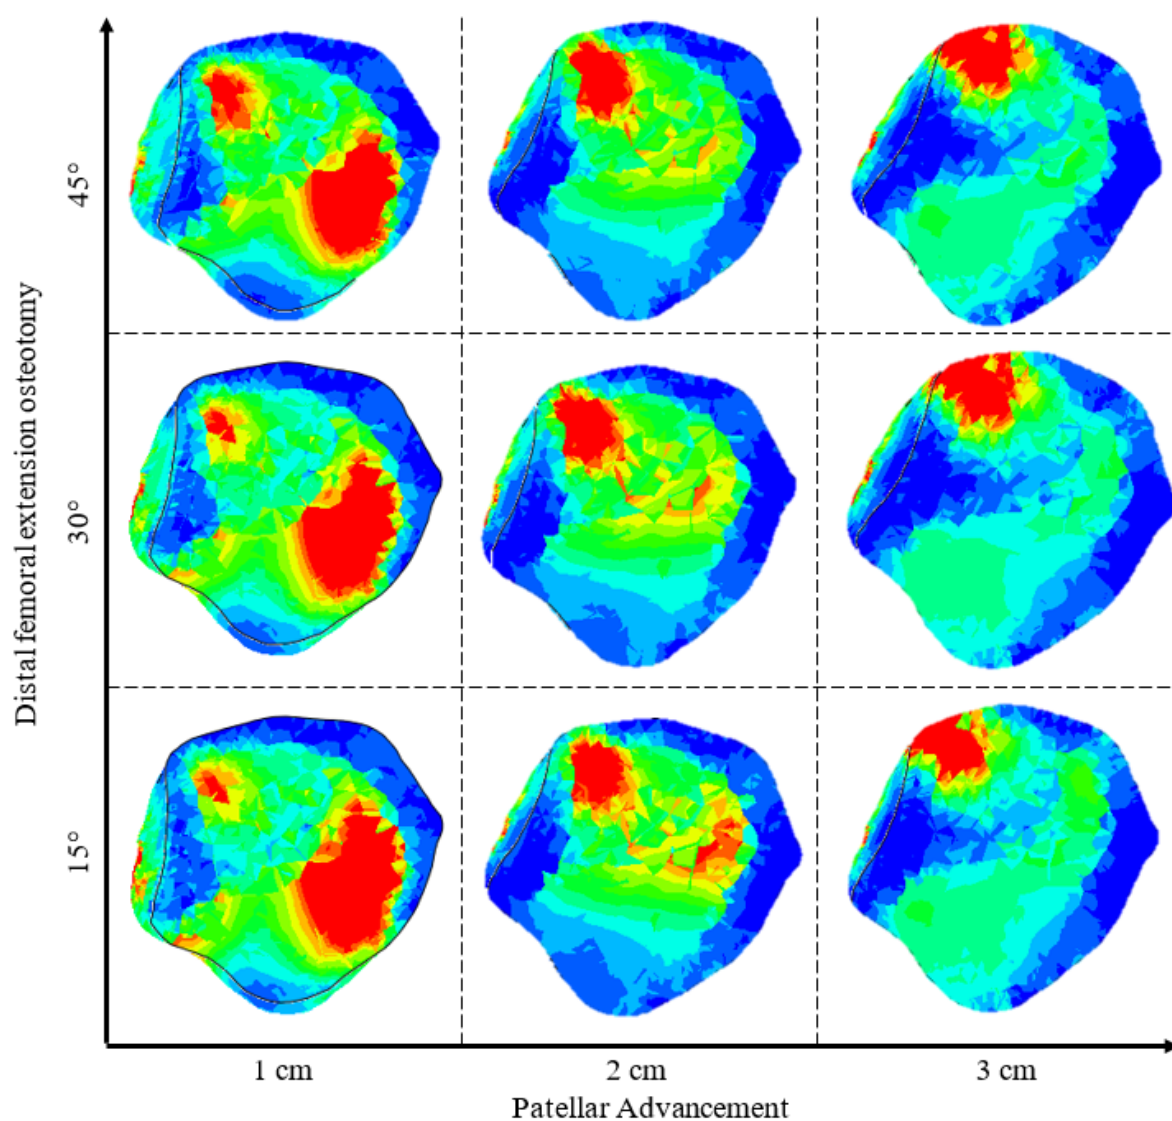 Distal femoral extension osteotomy
45°
30°
15°
1 cm
2 cm
3 cm
Patellar Advancement